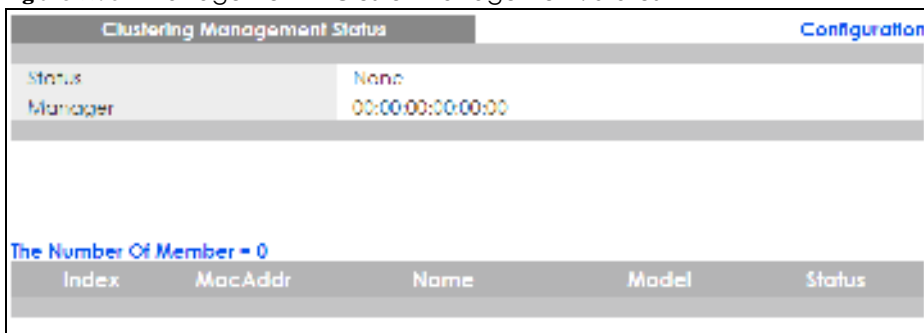 Clustering Management Status Configuration
Status None
Manager 00:00:00:00:00:00
The Number Of Member = 0
Index MacAddr Name Model Status